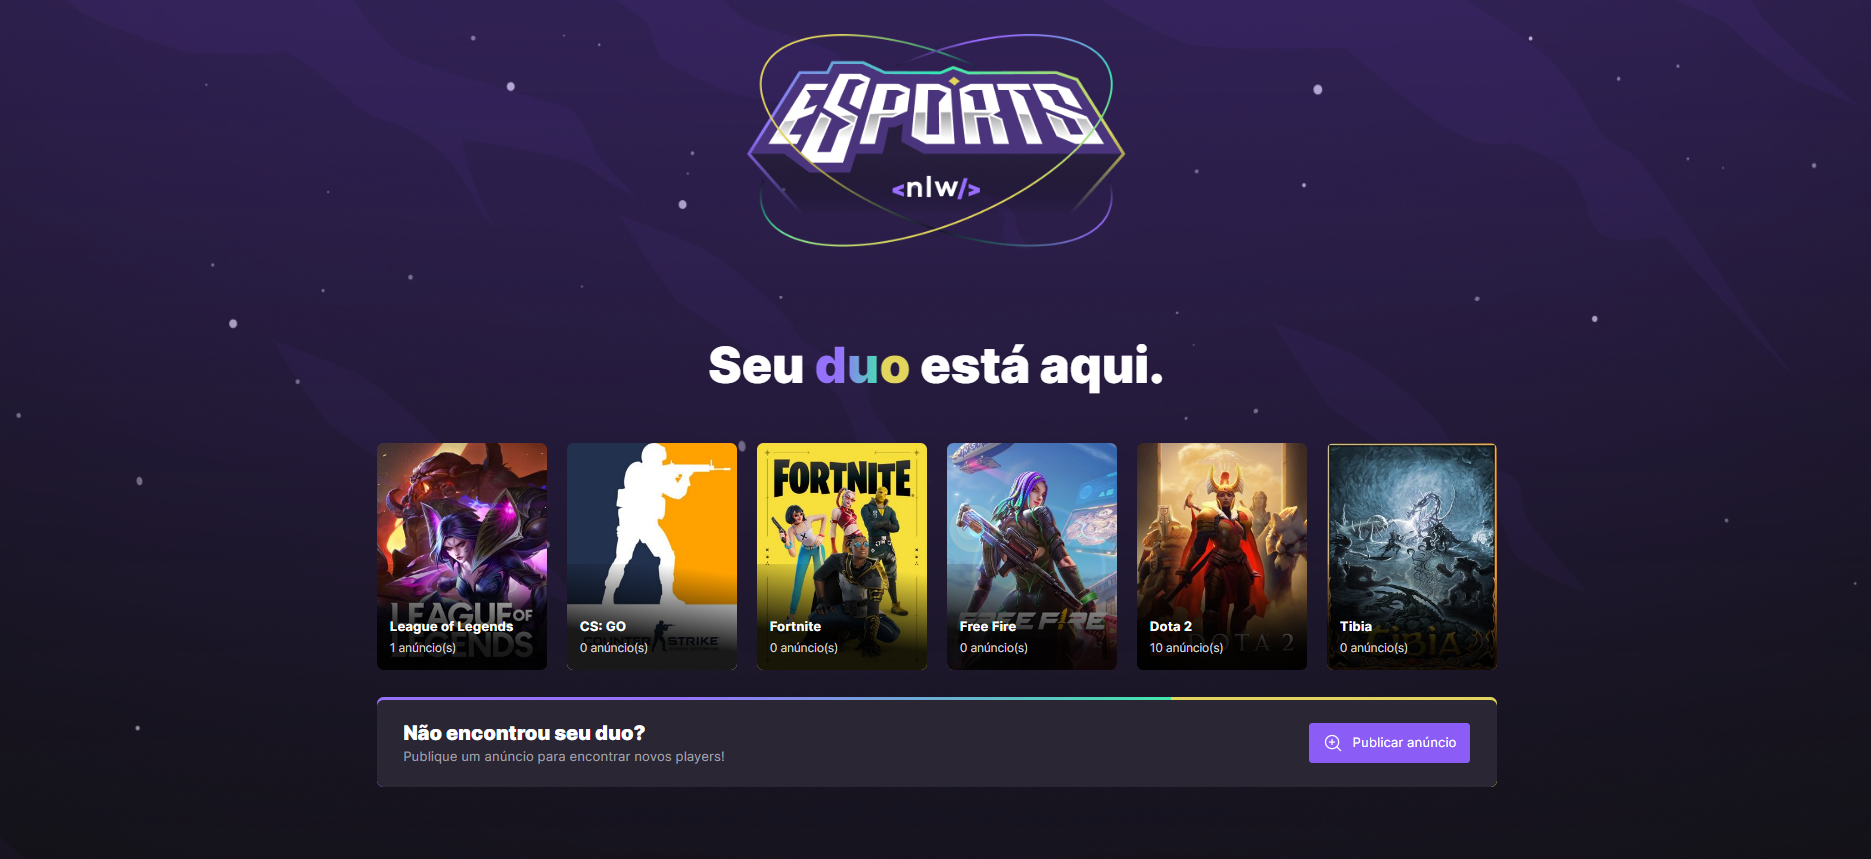 ESPORTS
<nlw/>
Seu duo está aqui.
LEAGUE OF
LEGENDS
League of Legends
1 anúncio(s)
COUNTER STRIKE
CS: GO
0 anúncio(s)
FORTNITE
Fortnite
0 anúncio(s)
FREE FIRE
Free Fire
0 anúncio(s)
DOTA 2
Dota 2
10 anúncio(s)
TIBIA
Tibia
0 anúncio(s)
Não encontrou seu duo?
Publique um anúncio para encontrar novos players!
Publicar anúncio